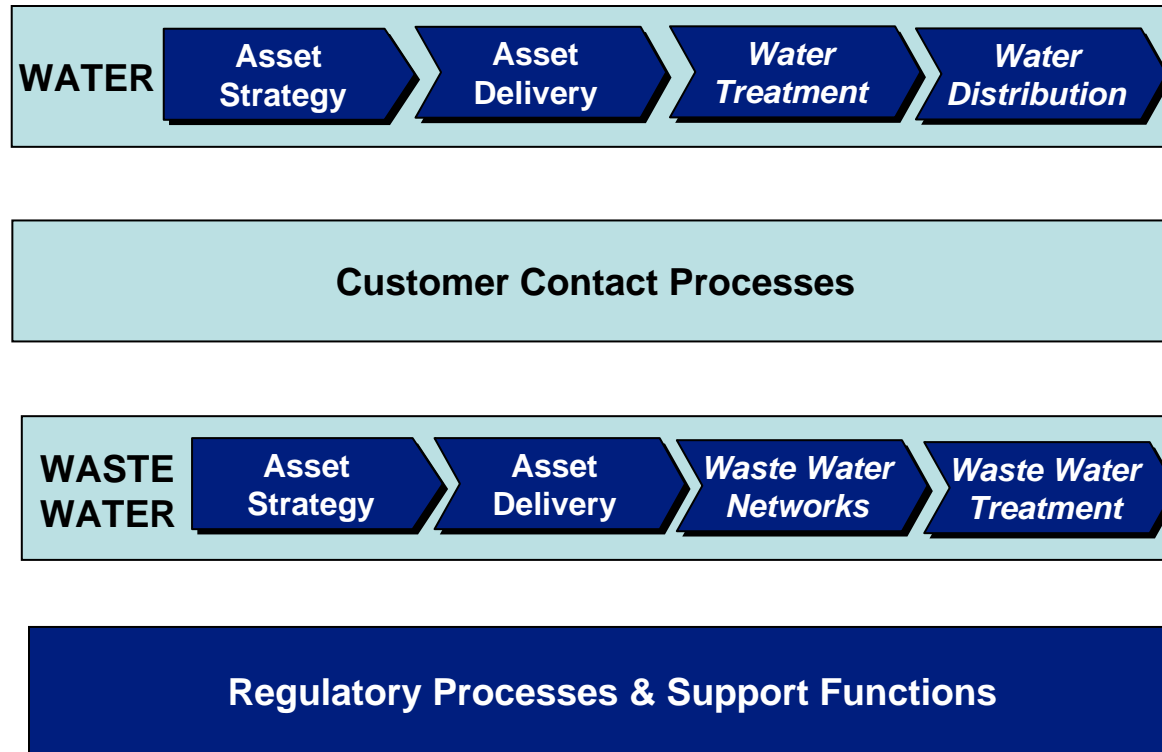 WATER
Asset
Strategy
Asset
Delivery
Water
Treatment
Water
Distribution
Customer Contact Processes
WASTE
WATER
Asset
Strategy
Asset
Delivery
Waste Water
Networks
Waste Water
Treatment
Regulatory Processes & Support Functions